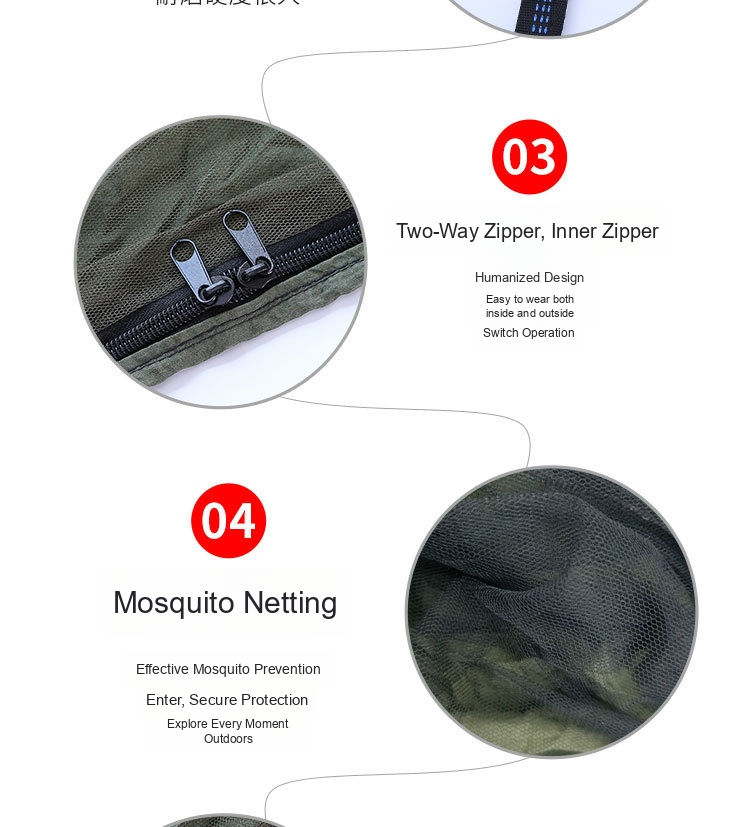 03
Two-Way Zipper, Inner Zipper
Humanized Design
Easy to wear both
inside and outside
Switch Operation
04
Mosquito Netting
Effective Mosquito Prevention
Enter, Secure Protection
Explore Every Moment
Outdoors